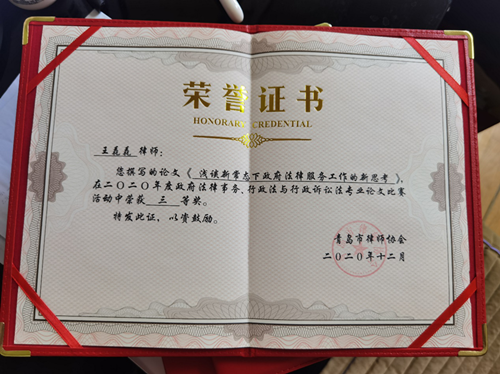 荣誉证书
HONORARY CREDENTIAL
王磊磊 律师：
您撰写的论文《 浅谈新常态下政府法律服务工作的新思考 》，
在二〇二〇年度政府法律事务、行政法与行政诉讼法专业论文比赛
活动中荣获 三 等奖。
特发此证，以资鼓励。
青岛市律师协会
二〇二〇年十二月